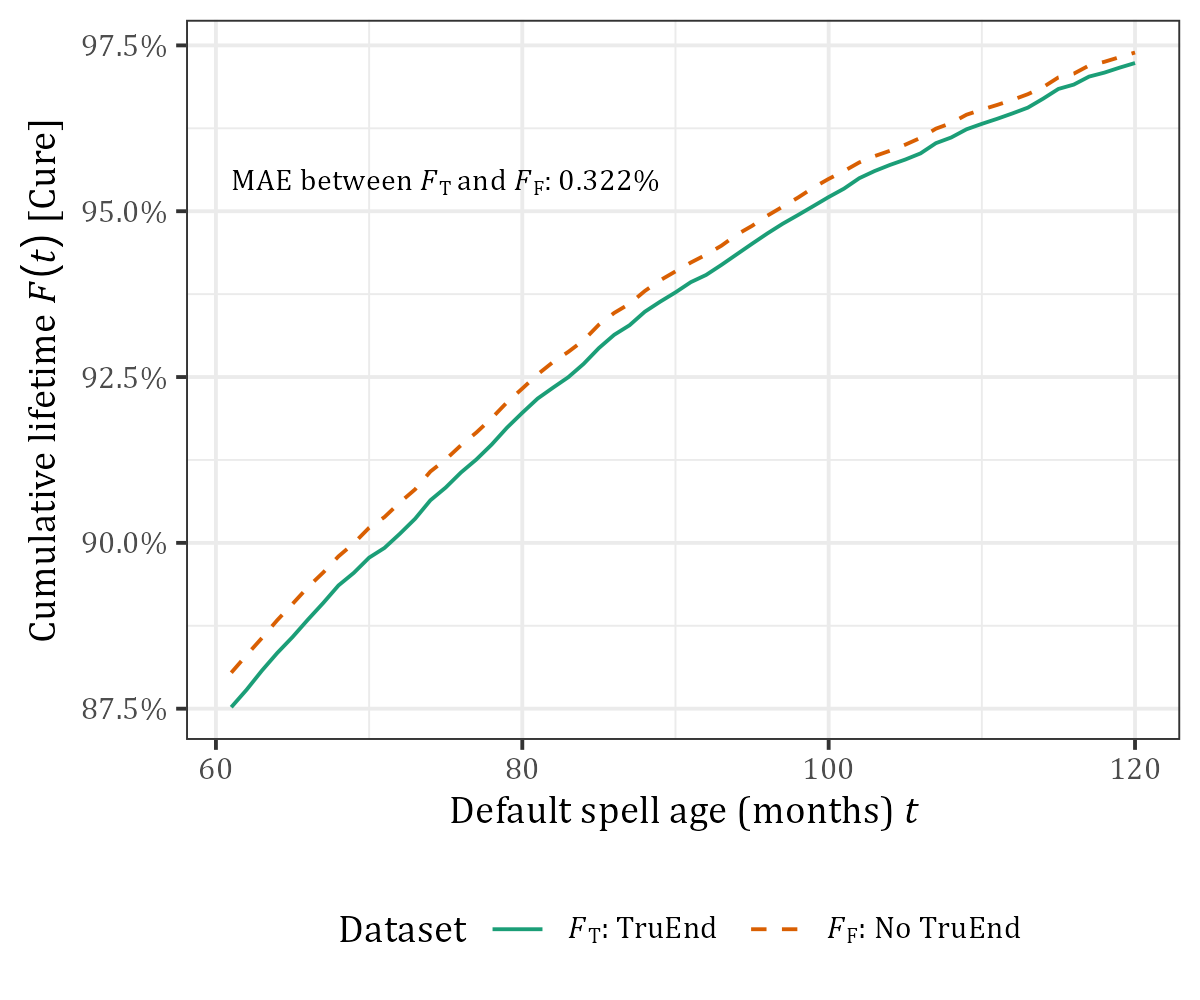 97.5%
95.0%
92.5%
90.0%
87.5%
Cumulative lifetime F(t) [Cure]
MAE between F_T and F_F: 0.322%
60 80 100 120
Default spell age (months) t
Dataset F_T: TruEnd F_F: No TruEnd